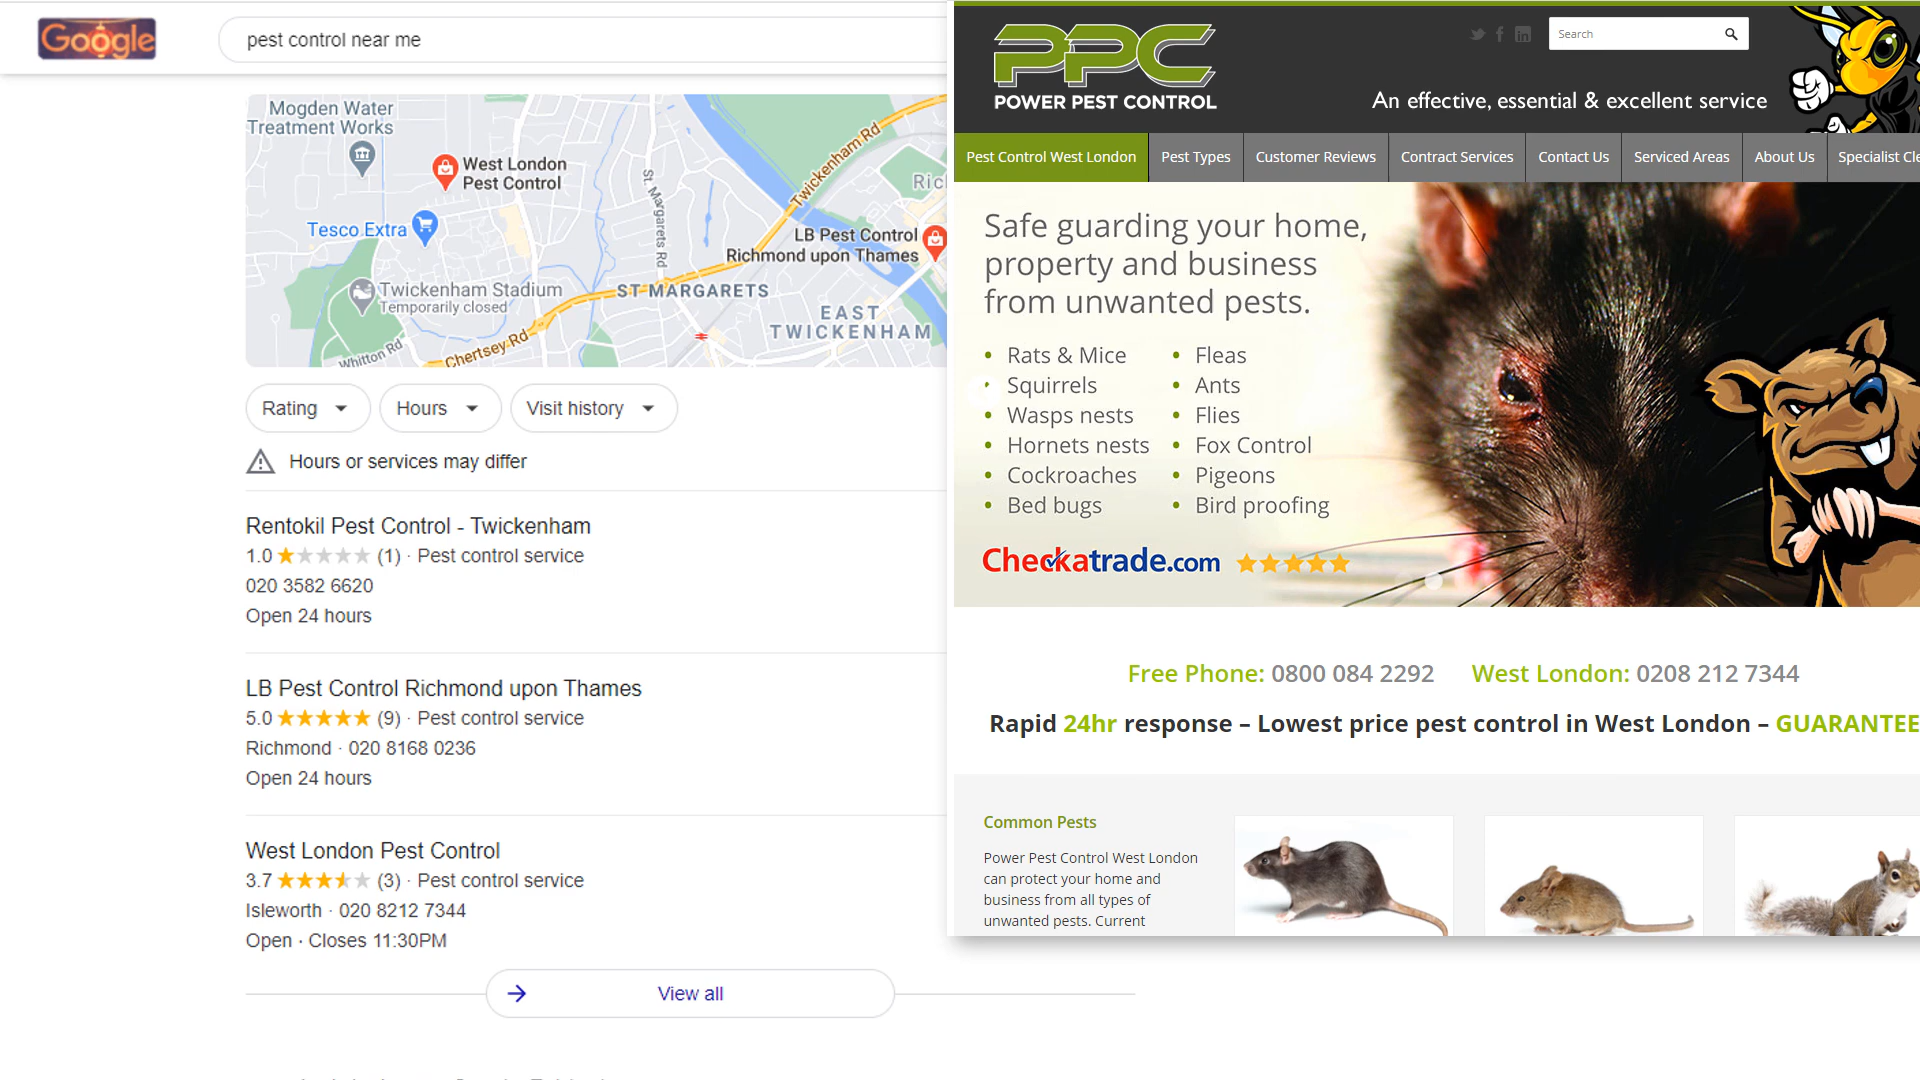 Google
pest control near me
Mogden Water
Treatment Works
West London
Pest Control
Tesco Extra
St. Margarets Rd
Twickenham Rd
LB Pest Control
Richmond upon Thames
Twickenham Stadium
Temporarily closed
ST MARGARETS
EAST
TWICKENHAM
Whitton Rd
Chertsey Rd
Rating
Hours
Visit history
Hours or services may differ
Rentokil Pest Control - Twickenham
1.0 (1) · Pest control service
020 3582 6620
Open 24 hours
LB Pest Control Richmond upon Thames
5.0 (9) · Pest control service
Richmond · 020 8168 0236
Open 24 hours
West London Pest Control
3.7 (3) · Pest control service
Isleworth · 020 8212 7344
Open · Closes 11:30PM
View all
PPC
POWER PEST CONTROL
Search
An effective, essential & excellent service
Pest Control West London
Pest Types
Customer Reviews
Contract Services
Contact Us
Serviced Areas
About Us
Specialist Cle
Safe guarding your home,
property and business
from unwanted pests.
• Rats & Mice
• Squirrels
• Wasps nests
• Hornets nests
• Cockroaches
• Bed bugs
• Fleas
• Ants
• Flies
• Fox Control
• Pigeons
• Bird proofing
Checkatrade.com
Free Phone: 0800 084 2292 West London: 0208 212 7344
Rapid 24hr response – Lowest price pest control in West London – GUARANTEE
Common Pests
Power Pest Control West London
can protect your home and
business from all types of
unwanted pests. Current